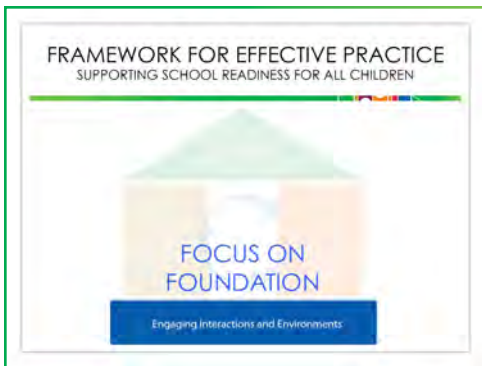 FRAMEWORK FOR EFFECTIVE PRACTICE
SUPPORTING SCHOOL READINESS FOR ALL CHILDREN
FOCUS ON
FOUNDATION
Engaging Interactions and Environments